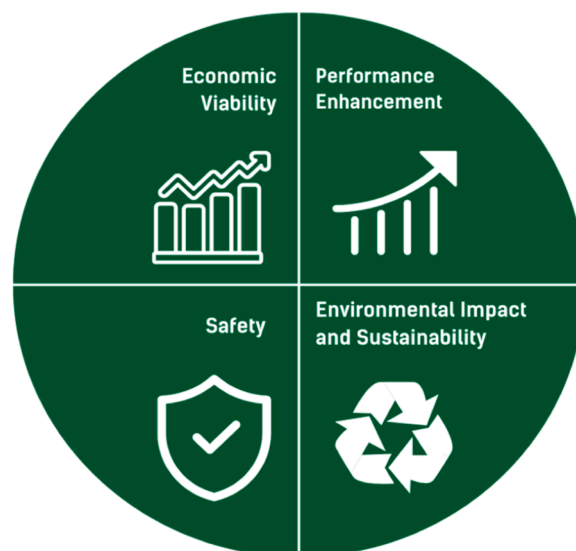 Economic
Viability
Performance
Enhancement
Safety
Environmental Impact
and Sustainability